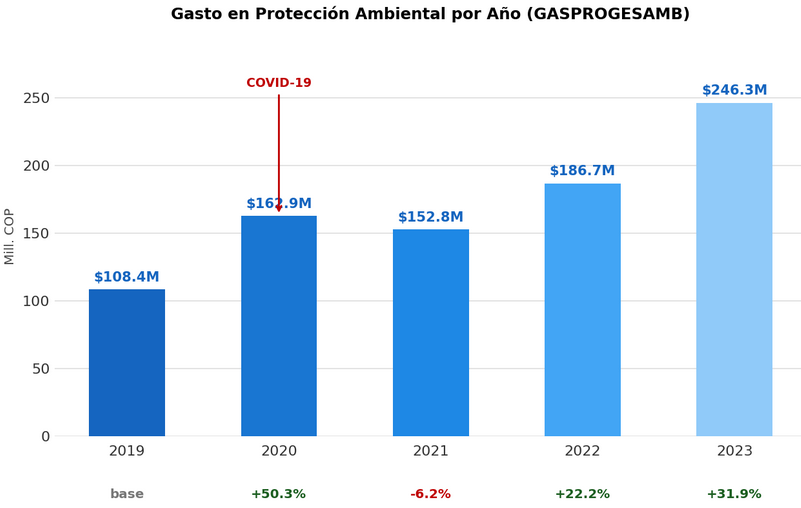 Gasto en Protección Ambiental por Año (GASPROGESAMB)
COVID-19
$246.3M
250
200
$186.7M
$162.9M
$152.8M
150
Mill. COP
$108.4M
100
50
0
2019 2020 2021 2022 2023
base +50.3% -6.2% +22.2% +31.9%